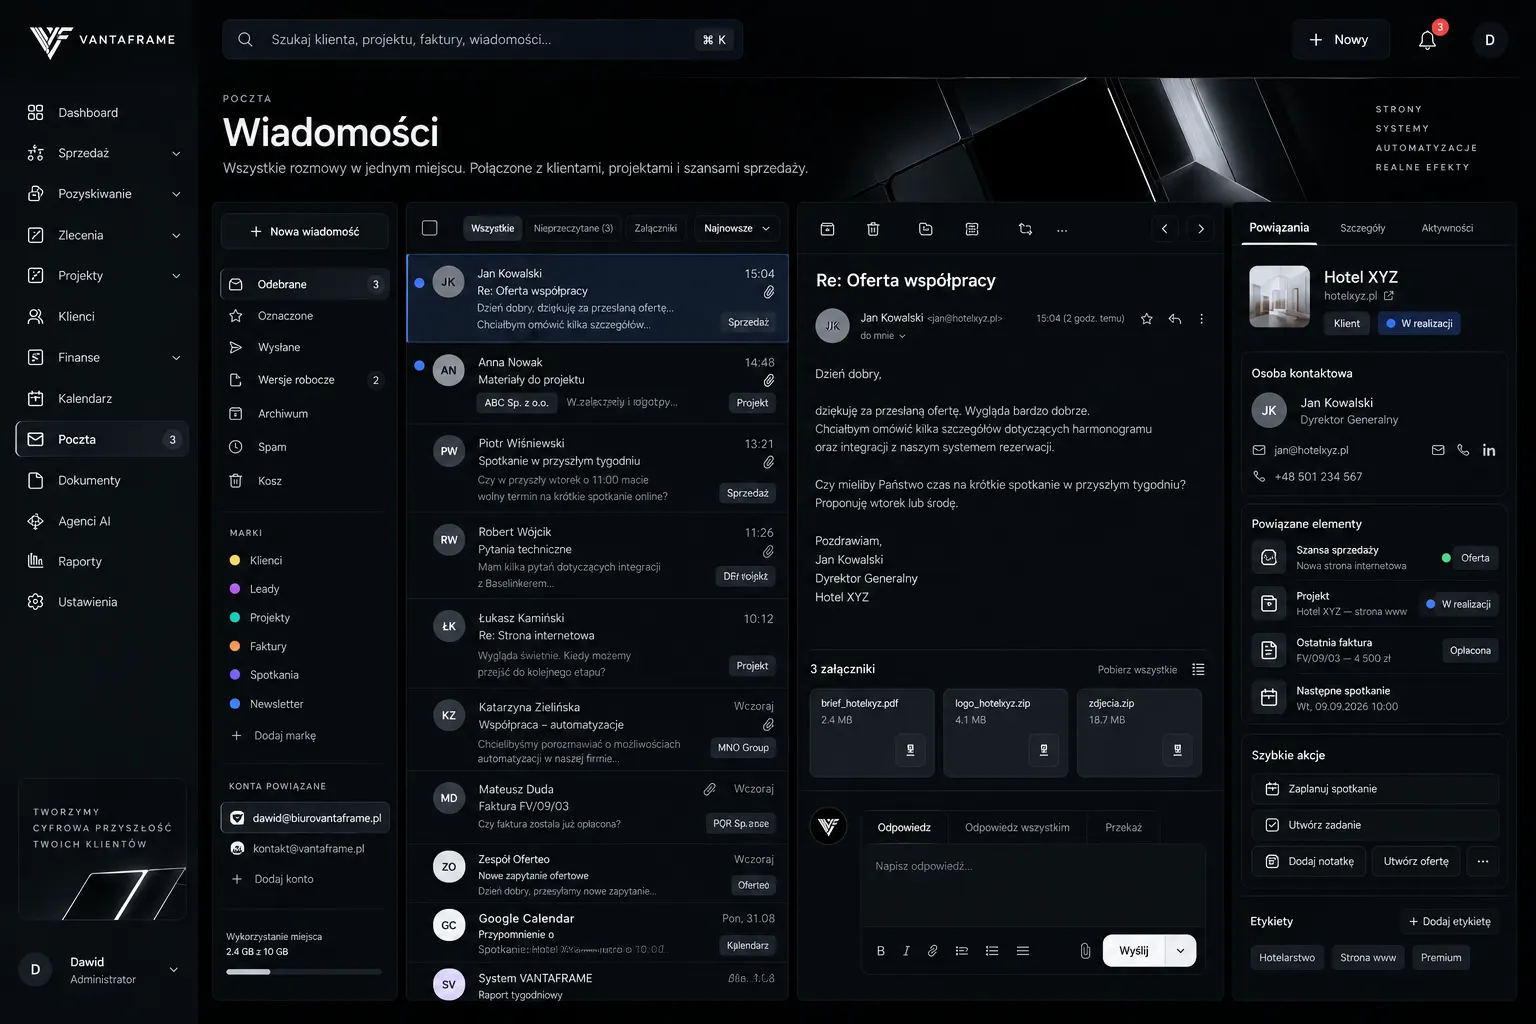 VANTAFRAME
Szukaj klienta, projektu, faktury, wiadomości...
⌘ K
+ Nowy
3
D
Dashboard
Sprzedaż
Pozyskiwanie
Zlecenia
Projekty
Klienci
Finanse
Kalendarz
Poczta
3
Dokumenty
Agenci AI
Raporty
Ustawienia
TWORZYMY
CYFROWĄ PRZYSZŁOŚĆ
TWOICH KLIENTÓW
D
Dawid
Administrator
POCZTA
Wiadomości
Wszystkie rozmowy w jednym miejscu. Połączone z klientami, projektami i szansami sprzedaży.
STRONY
SYSTEMY
AUTOMATYZACJE
REALNE EFEKTY
+ Nowa wiadomość
Odebrane 3
Oznaczone
Wysłane
Wersje robocze 2
Archiwum
Spam
Kosz
MARKI
Klienci
Leady
Projekty
Faktury
Spotkania
Newsletter
+ Dodaj markę
KONTA POWIĄZANE
dawid@biurovantaframe.pl
kontakt@vantaframe.pl
+ Dodaj konto
Wykorzystanie miejsca
2.4 GB z 10 GB
Wszystkie
Nieprzeczytane (3)
Załączniki
Najnowsze
JK
Jan Kowalski 15:04
Re: Oferta współpracy
Dzień dobry, dziękuję za przesłaną ofertę...
Chciałbym omówić kilka szczegółów...
Sprzedaż
AN
Anna Nowak 14:48
Materiały do projektu
ABC Sp. z o.o.
Projekt
PW
Piotr Wiśniewski 13:21
Spotkanie w przyszłym tygodniu
Czy w przyszły wtorek o 11:00 macie
wolny termin na krótkie spotkanie online?
Sprzedaż
RW
Robert Wójcik 11:26
Pytania techniczne
Mam kilka pytań dotyczących integracji
z Baselinkerem...
ŁK
Łukasz Kamiński 10:12
Re: Strona internetowa
Wygląda świetnie. Kiedy możemy
przejść do kolejnego etapu?
Projekt
KZ
Katarzyna Zielińska Wczoraj
Współpraca – automatyzacje
Chcielibyśmy porozmawiać o możliwościach
automatyzacji w naszej firmie...
MNO Group
MD
Mateusz Duda Wczoraj
Faktura FV/09/03
Czy faktura została już opłacona?
ZO
Zespół Oferteo Wczoraj
Nowe zapytanie ofertowe
Dzień dobry, przesyłamy nowe zapytanie...
Oferteo
GC
Google Calendar Pon, 31.08
Przypomnienie o
Spotkanie: Hotel
Kalendarz
SV
System VANTAFRAME
Raport tygodniowy
...
Re: Oferta współpracy
JK
Jan Kowalski <jan@hotelxyz.pl> 15:04 (2 godz. temu)
do mnie
Dzień dobry,
dziękuję za przesłaną ofertę. Wygląda bardzo dobrze.
Chciałbym omówić kilka szczegółów dotyczących harmonogramu
oraz integracji z naszym systemem rezerwacji.
Czy mieliby Państwo czas na krótkie spotkanie w przyszłym tygodniu?
Proponuję wtorek lub środę.
Pozdrawiam,
Jan Kowalski
Dyrektor Generalny
Hotel XYZ
3 załączniki
Pobierz wszystkie
brief_hotelxyz.pdf
2.4 MB
logo_hotelxyz.zip
4.1 MB
zdjecia.zip
18.7 MB
Odpowiedz
Odpowiedz wszystkim
Przekaż
Napisz odpowiedź...
B I
Wyślij
Powiązania
Szczegóły
Aktywności
Hotel XYZ
hotelxyz.pl
Klient
W realizacji
Osoba kontaktowa
JK
Jan Kowalski
Dyrektor Generalny
jan@hotelxyz.pl
in
+48 501 234 567
Powiązane elementy
Szansa sprzedaży
Nowa strona internetowa
Oferta
Projekt
Hotel XYZ — strona www
W realizacji
Ostatnia faktura
FV/09/03 — 4 500 zł
Opłacona
Następne spotkanie
Wt, 09.09.2026 10:00
Szybkie akcje
Zaplanuj spotkanie
Utwórz zadanie
Dodaj notatkę
Utwórz ofertę
...
Etykiety
+ Dodaj etykietę
Hotelarstwo
Strona www
Premium